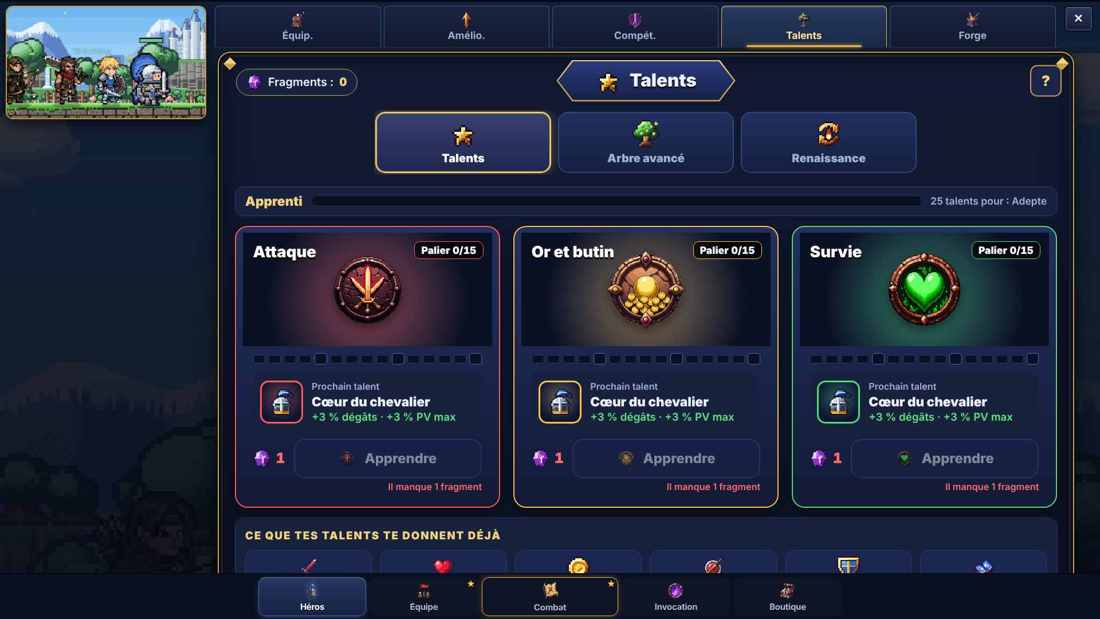 Équip.
Amélio.
Compét.
Talents
Forge
×
Fragments : 0
Talents
?
Talents
Arbre avancé
Renaissance
Apprenti
25 talents pour : Adepte
Attaque
Palier 0/15
Or et butin
Palier 0/15
Survie
Palier 0/15
Prochain talent
Cœur du chevalier
+3 % dégâts · +3 % PV max
Prochain talent
Cœur du chevalier
+3 % dégâts · +3 % PV max
Prochain talent
Cœur du chevalier
+3 % dégâts · +3 % PV max
1
Apprendre
1
Apprendre
1
Apprendre
Il manque 1 fragment
Il manque 1 fragment
Il manque 1 fragment
CE QUE TES TALENTS TE DONNENT DÉJÀ
Héros
Équipe
Combat
Invocation
Boutique